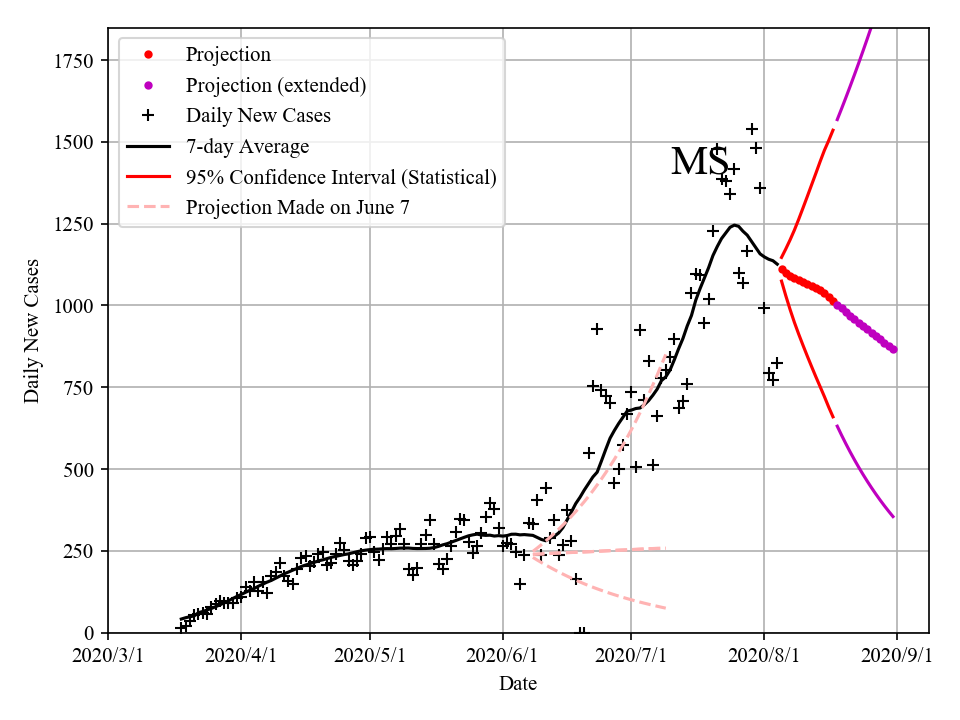 Projection
Projection (extended)
Daily New Cases
7-day Average
95% Confidence Interval (Statistical)
Projection Made on June 7
MS
1750
1500
1250
1000
750
500
250
0
Daily New Cases
2020/3/1 2020/4/1 2020/5/1 2020/6/1 2020/7/1 2020/8/1 2020/9/1
Date